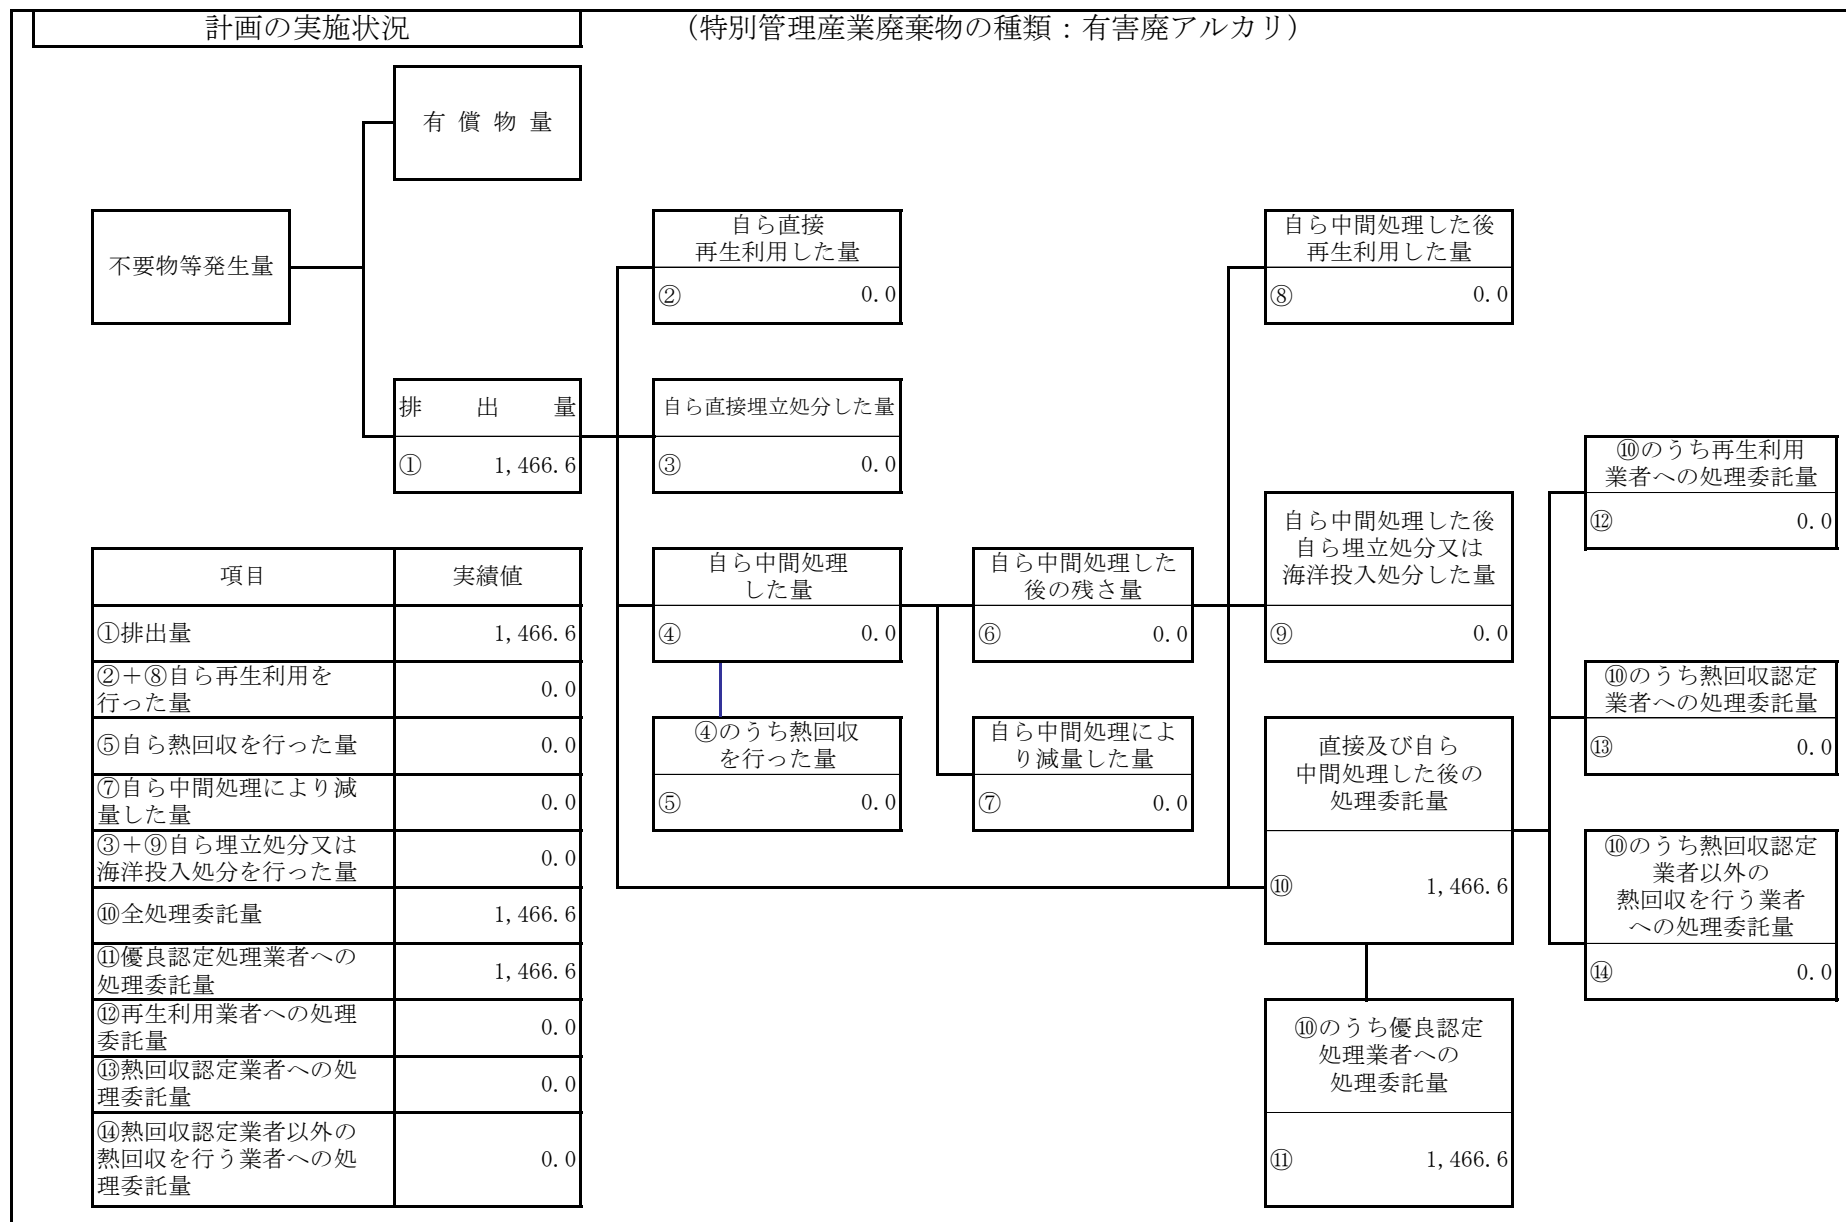 計画の実施状況
(特別管理産業廃棄物の種類：有害廃アルカリ)
有償物量
不要物等発生量
自ら直接
再生利用した量
② 0.0
自ら中間処理した後
再生利用した量
⑧ 0.0
排出量
① 1,466.6
自ら直接埋立処分した量
③ 0.0
⑩のうち再生利用
業者への処理委託量
⑫ 0.0
自ら中間処理
した量
④ 0.0
自ら中間処理した
後の残さ量
⑥ 0.0
自ら中間処理した後
自ら埋立処分又は
海洋投入処分した量
⑨ 0.0
⑩のうち熱回収認定
業者への処理委託量
⑬ 0.0
④のうち熱回収
を行った量
⑤ 0.0
自ら中間処理によ
り減量した量
⑦ 0.0
直接及び自ら
中間処理した後の
処理委託量
⑩ 1,466.6
⑩のうち熱回収認定
業者以外の
熱回収を行う業者
への処理委託量
⑭ 0.0
⑩のうち優良認定
処理業者への
処理委託量
⑪ 1,466.6
項目 実績値
①排出量 1,466.6
②＋⑧自ら再生利用を
行った量 0.0
⑤自ら熱回収を行った量 0.0
⑦自ら中間処理により減
量した量 0.0
③＋⑨自ら埋立処分又は
海洋投入処分を行った量 0.0
⑩全処理委託量 1,466.6
⑪優良認定処理業者への
処理委託量 1,466.6
⑫再生利用業者への処理
委託量 0.0
⑬熱回収認定業者への処
理委託量 0.0
⑭熱回収認定業者以外の
熱回収を行う業者への処
理委託量 0.0